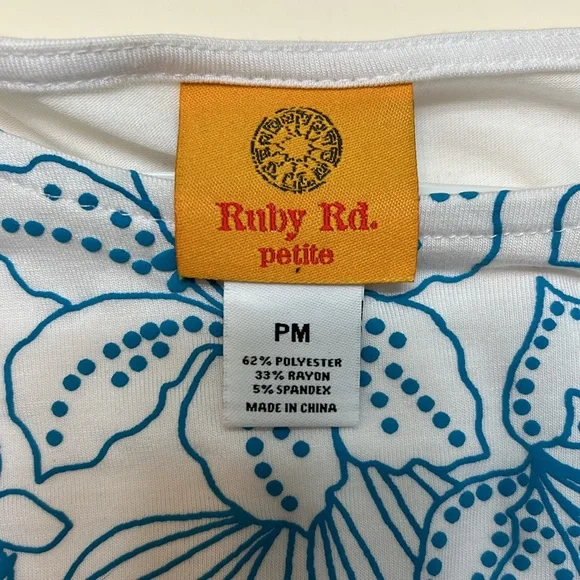 Ruby Rd.
petite
PM
62% POLYESTER
33% RAYON
5% SPANDEX
MADE IN CHINA